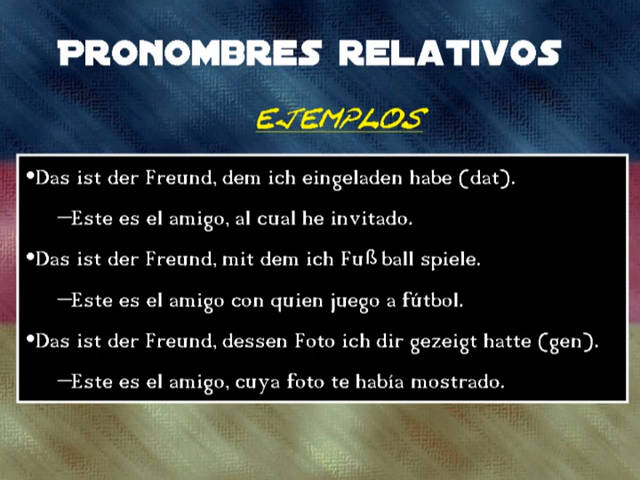 PRONOMBRES RELATIVOS
EJEMPLOS
•Das ist der Freund, dem ich eingeladen habe (dat).
–Este es el amigo, al cual he invitado.
•Das ist der Freund, mit dem ich Fußball spiele.
–Este es el amigo con quien juego a fútbol.
•Das ist der Freund, dessen Foto ich dir gezeigt hatte (gen).
–Este es el amigo, cuya foto te había mostrado.